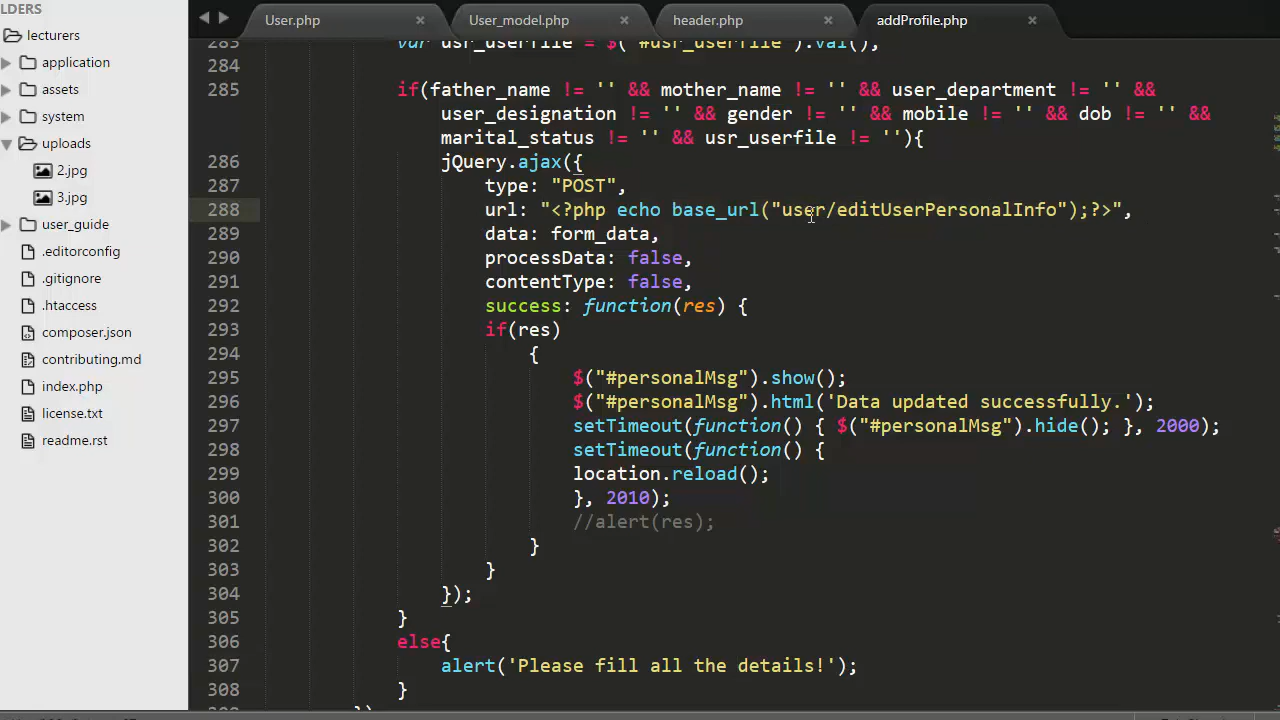 User.php × User_model.php × header.php × addProfile.php ×
LDERS
lecturers
application
assets
system
uploads
2.jpg
3.jpg
user_guide
.editorconfig
.gitignore
.htaccess
composer.json
contributing.md
index.php
license.txt
readme.rst
283 var usr_userfile = $("#usr_userfile").val();
284
285 if(father_name != '' && mother_name != '' && user_department != '' &&
user_designation != '' && gender != '' && mobile != '' && dob != '' &&
marital_status != '' && usr_userfile != ''){
286 jQuery.ajax({
287 type: "POST",
288 url: "<?php echo base_url("user/editUserPersonalInfo");?>",
289 data: form_data,
290 processData: false,
291 contentType: false,
292 success: function(res) {
293 if(res)
294 {
295 $("#personalMsg").show();
296 $("#personalMsg").html('Data updated successfully.');
297 setTimeout(function() { $("#personalMsg").hide(); }, 2000);
298 setTimeout(function() {
299 location.reload();
300 }, 2010);
301 //alert(res);
302 }
303 }
304 });
305 }
306 else{
307 alert('Please fill all the details!');
308 }